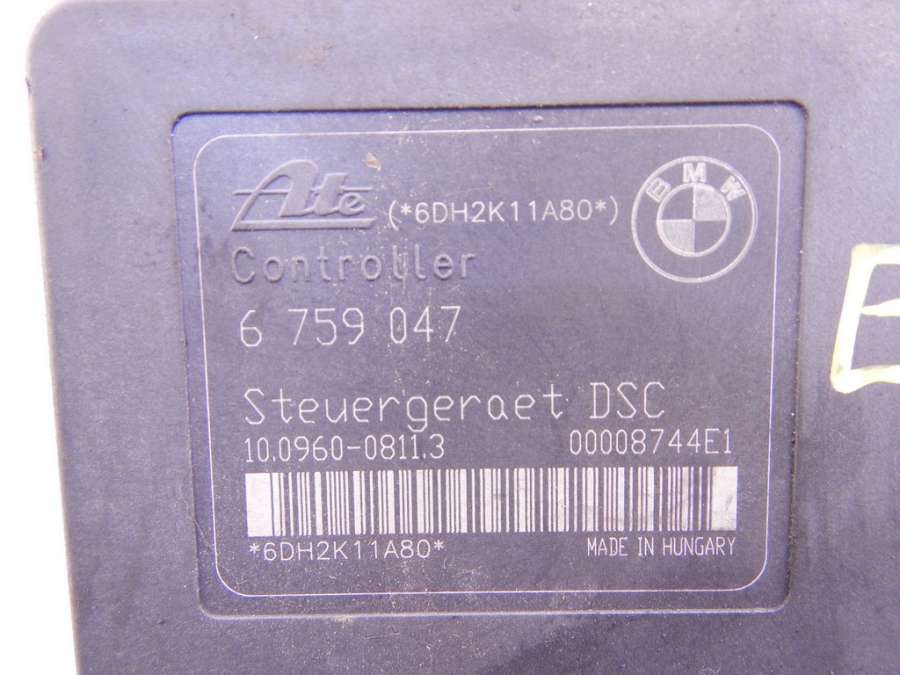 Ate (*6DH2K11A80*) BMW
Controller
6 759 047
Steuergeraet DSC
10.0960-0811.3 00008744E1
*6DH2K11A80* MADE IN HUNGARY
E